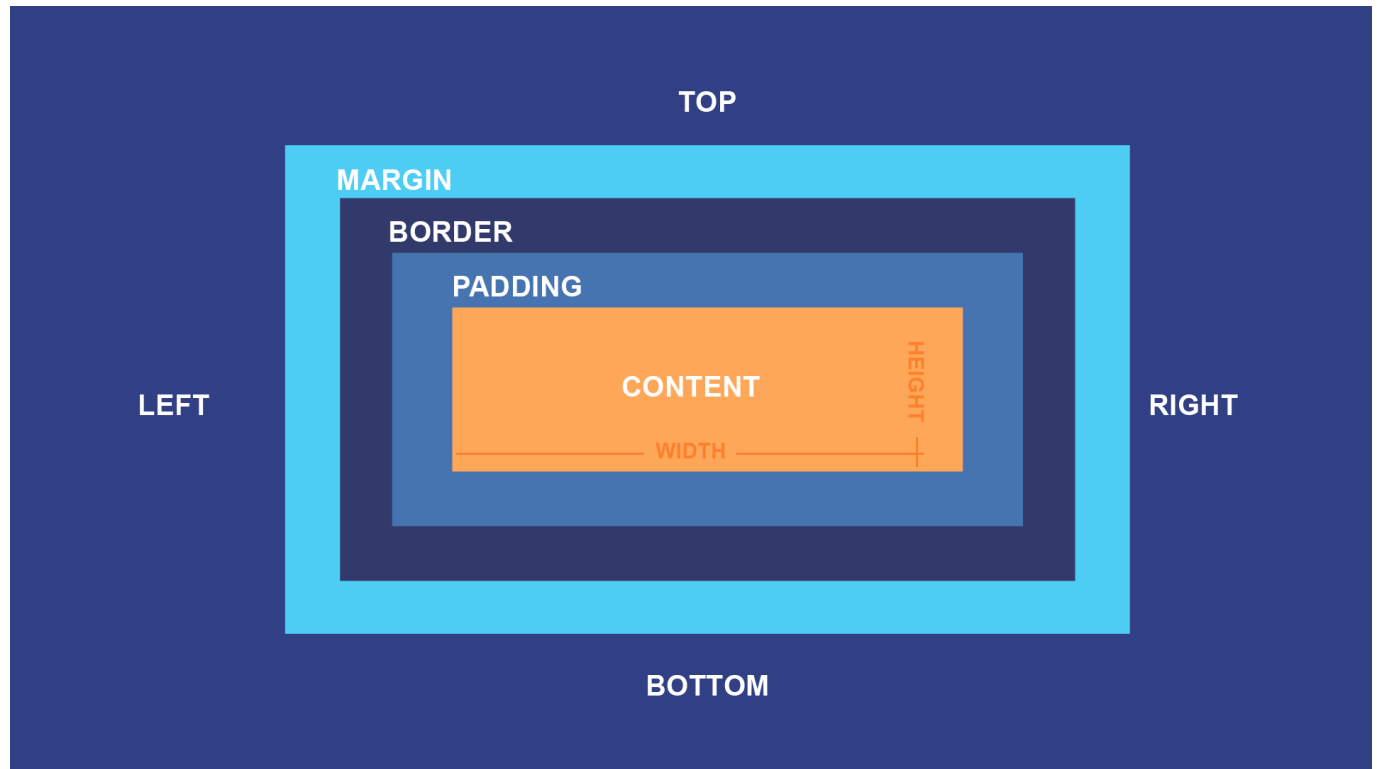 TOP
MARGIN
BORDER
PADDING
HEIGHT
CONTENT
LEFT
RIGHT
WIDTH
BOTTOM